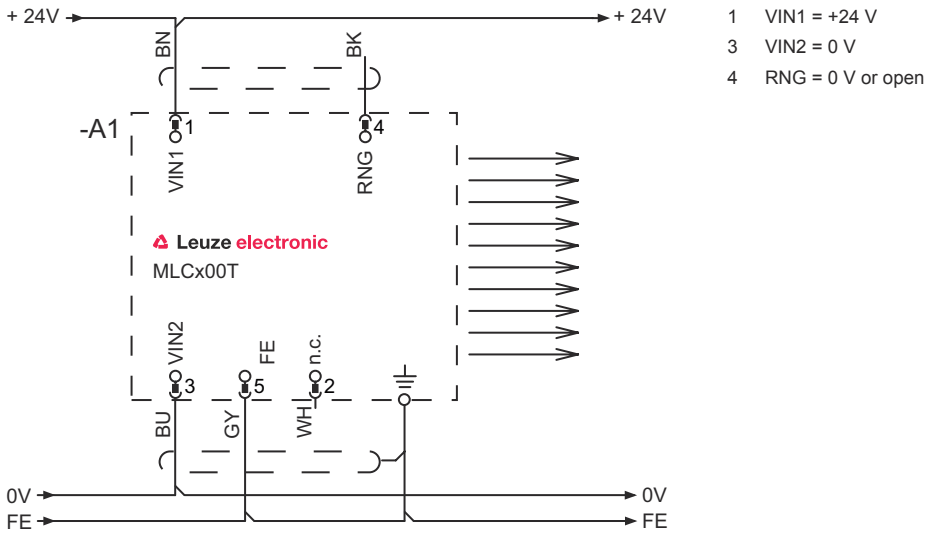 + 24V
+ 24V
1 VIN1 = +24 V
3 VIN2 = 0 V
4 RNG = 0 V or open
BN
BK
-A1
1
4
VIN1
RNG
Leuze electronic
MLCx00T
VIN2
FE
n.c.
3
5
2
BU
GY
WH
0V
0V
FE
FE